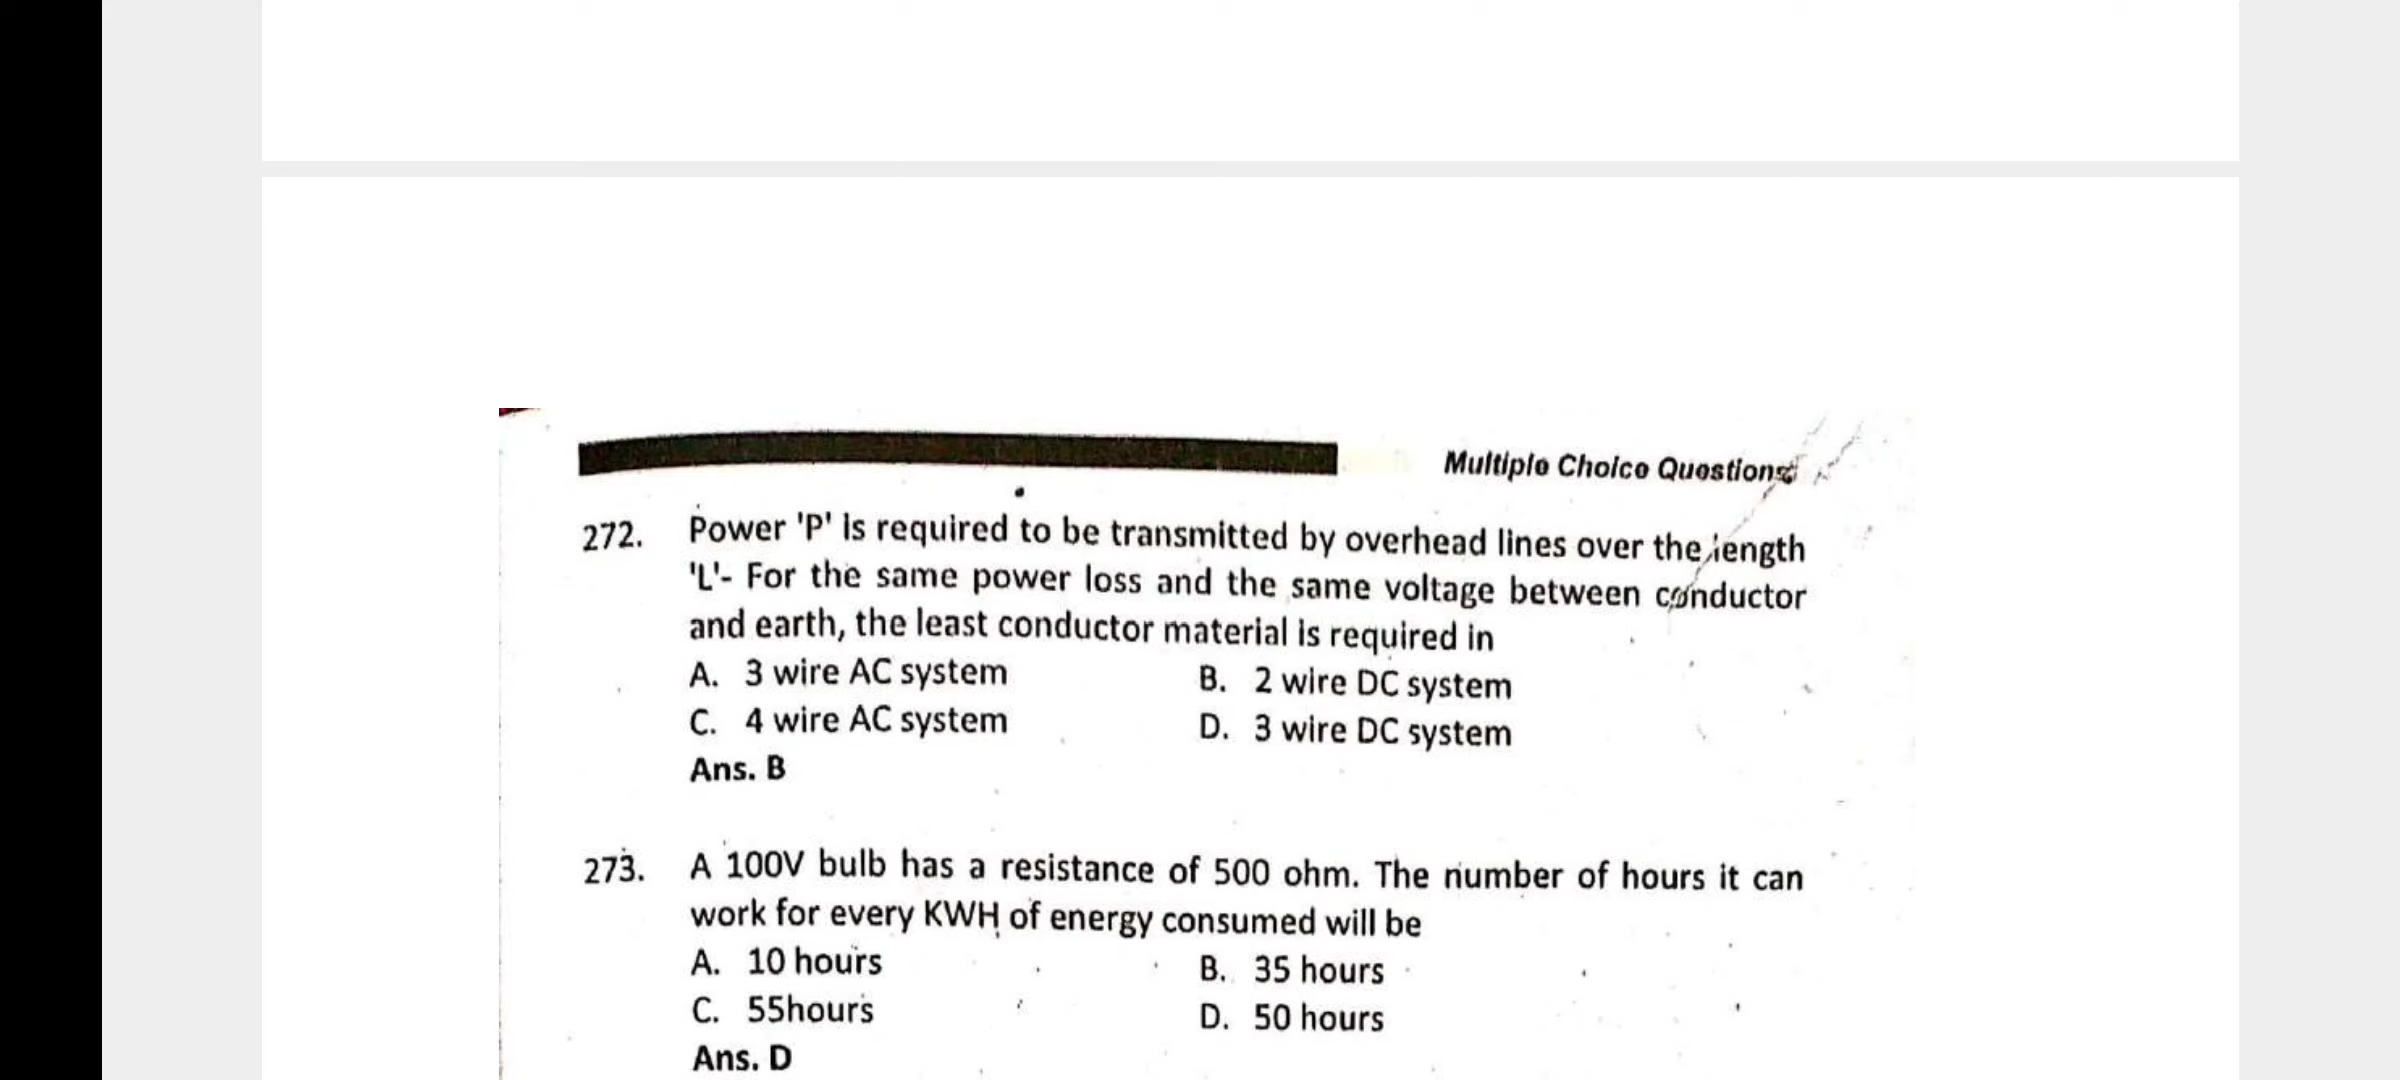 Multiple Choice Questions
272. Power 'P' is required to be transmitted by overhead lines over the length
'L'- For the same power loss and the same voltage between conductor
and earth, the least conductor material is required in
A. 3 wire AC system B. 2 wire DC system
C. 4 wire AC system D. 3 wire DC system
Ans. B
273. A 100V bulb has a resistance of 500 ohm. The number of hours it can
work for every KWH of energy consumed will be
A. 10 hours B. 35 hours
C. 55hours D. 50 hours
Ans. D